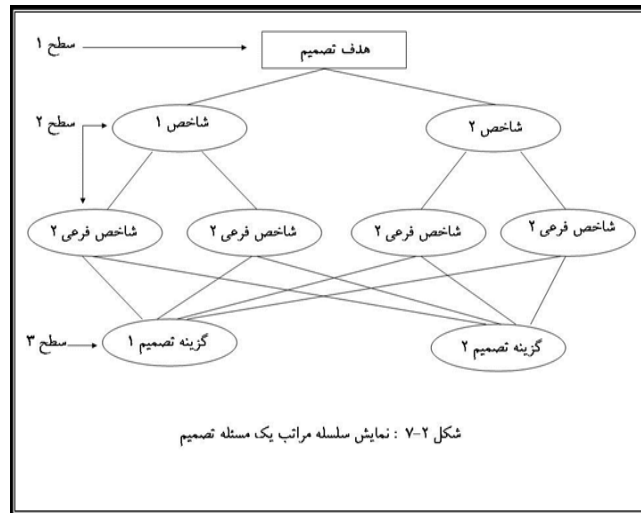 سطح ۱
هدف تصمیم
سطح ۲
شاخص ۱
شاخص ۲
شاخص فرعی ۲
شاخص فرعی ۲
شاخص فرعی ۲
شاخص فرعی ۲
سطح ۳
گزینه تصمیم ۱
گزینه تصمیم ۲
شکل ۲-۷ : نمایش سلسله مراتب یک مسئله تصمیم